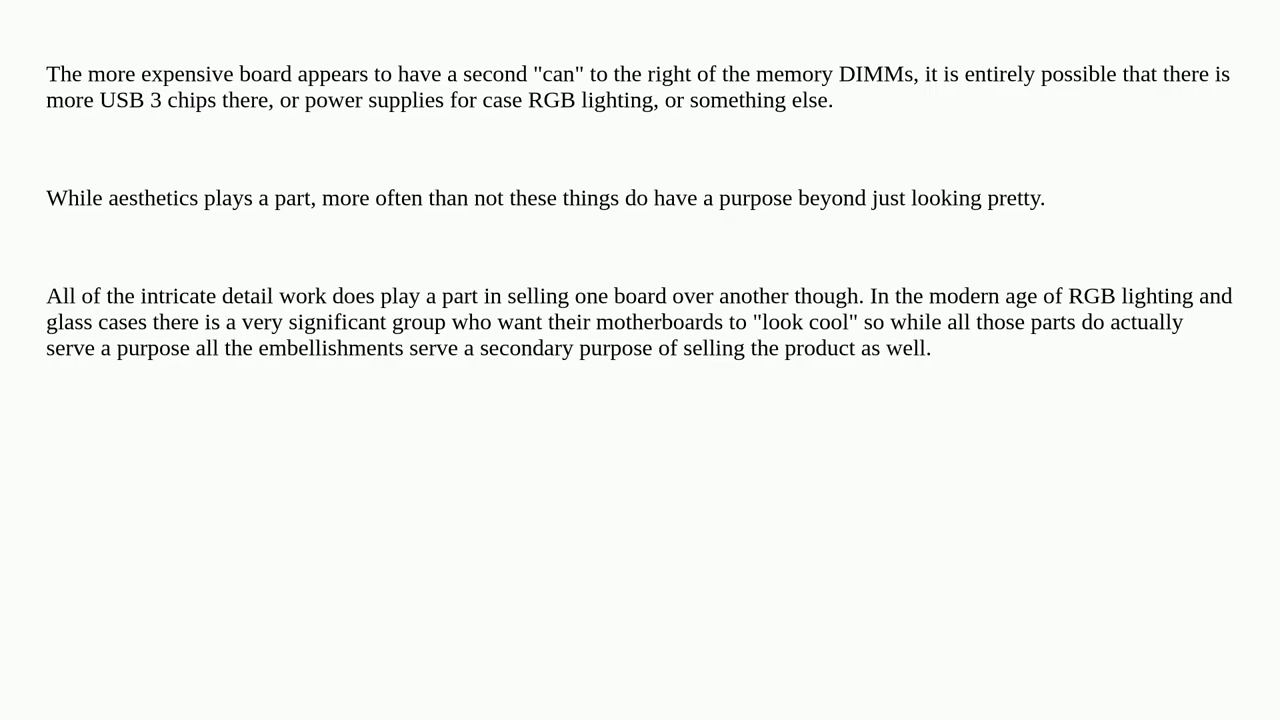 The more expensive board appears to have a second "can" to the right of the memory DIMMs, it is entirely possible that there is
more USB 3 chips there, or power supplies for case RGB lighting, or something else.
While aesthetics plays a part, more often than not these things do have a purpose beyond just looking pretty.
All of the intricate detail work does play a part in selling one board over another though. In the modern age of RGB lighting and
glass cases there is a very significant group who want their motherboards to "look cool" so while all those parts do actually
serve a purpose all the embellishments serve a secondary purpose of selling the product as well.